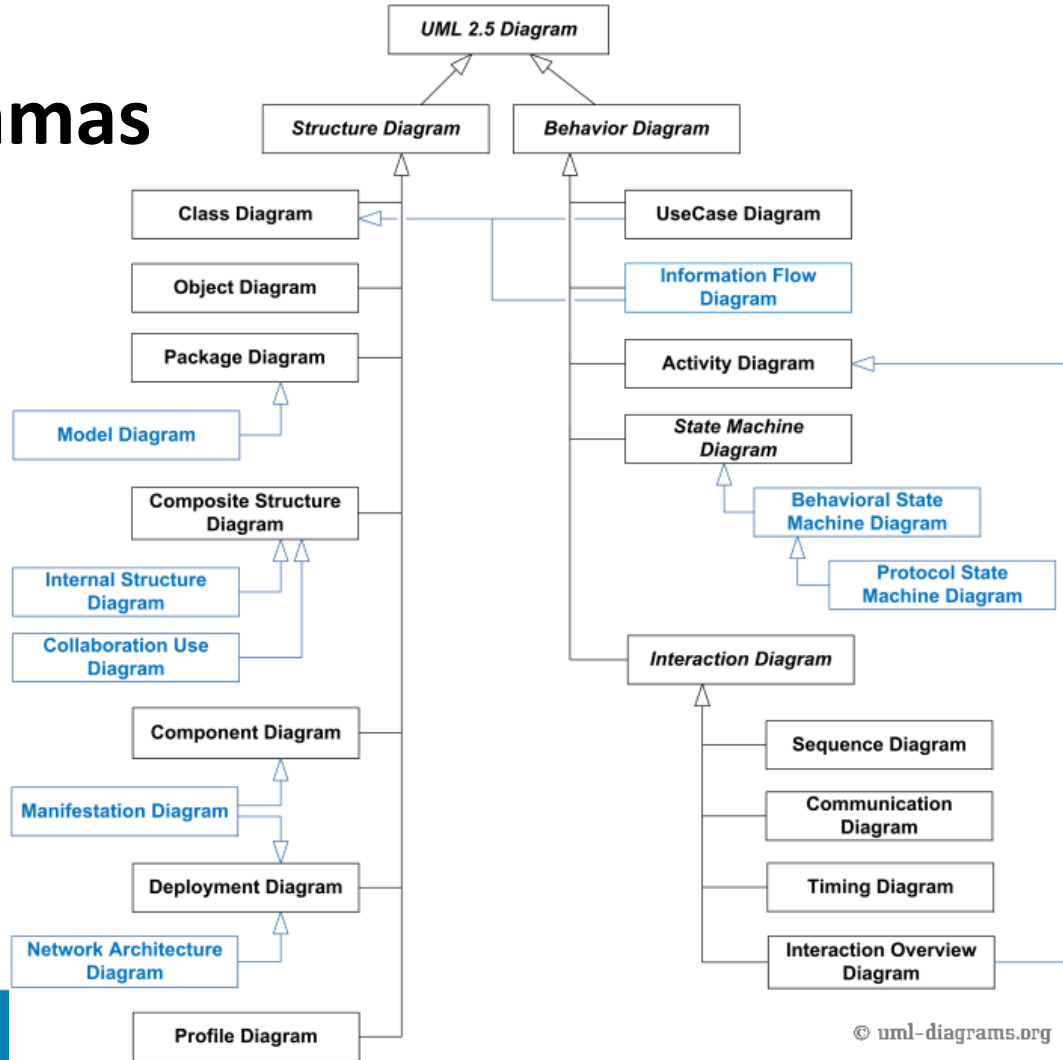 UML 2.5 Diagram
amas
Structure Diagram
Behavior Diagram
Class Diagram
UseCase Diagram
Object Diagram
Information Flow
Diagram
Package Diagram
Activity Diagram
Model Diagram
State Machine
Diagram
Composite Structure
Diagram
Behavioral State
Machine Diagram
Internal Structure
Diagram
Protocol State
Machine Diagram
Collaboration Use
Diagram
Interaction Diagram
Component Diagram
Sequence Diagram
Manifestation Diagram
Communication
Diagram
Deployment Diagram
Timing Diagram
Network Architecture
Diagram
Interaction Overview
Diagram
Profile Diagram
© uml-diagrams.org